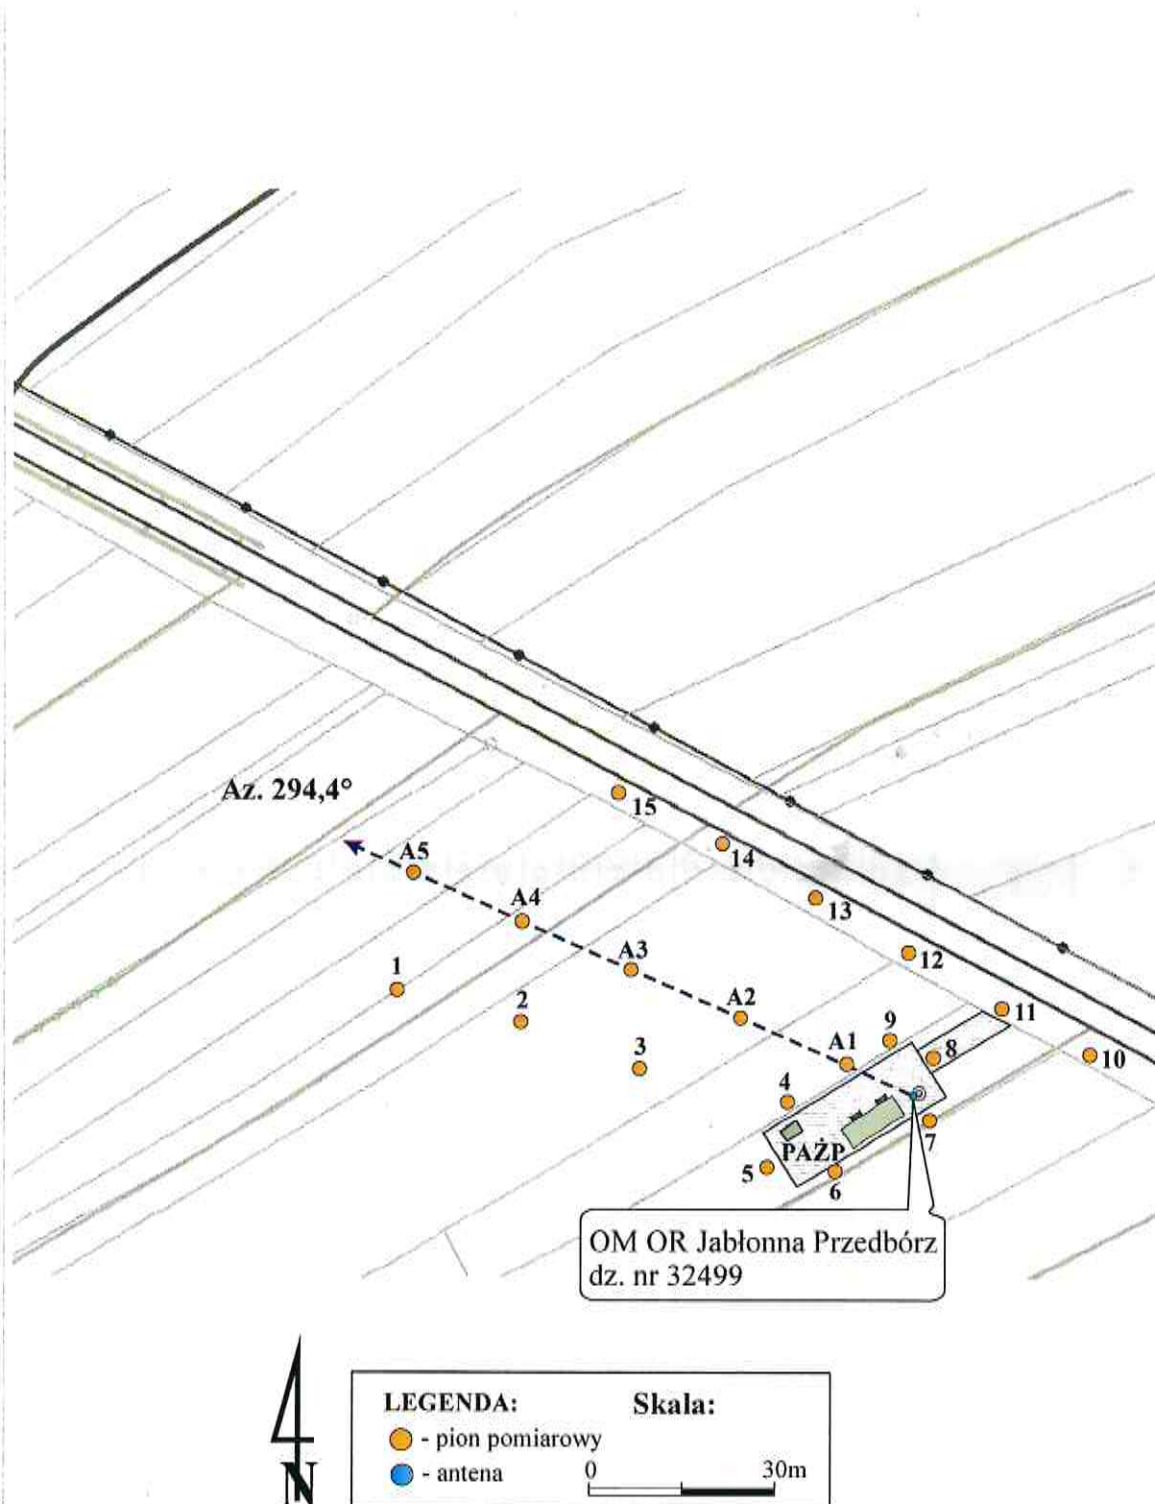 Az. 294,4°
15
A5
14
A4
13
A3
12
1
2
A2
11
9
3
A1
8
10
4
PAŻP
7
5
6
OM OR Jabłonna Przedbórz
dz. nr 32499
N
LEGENDA: Skala:
- pion pomiarowy
- antena 0 30m